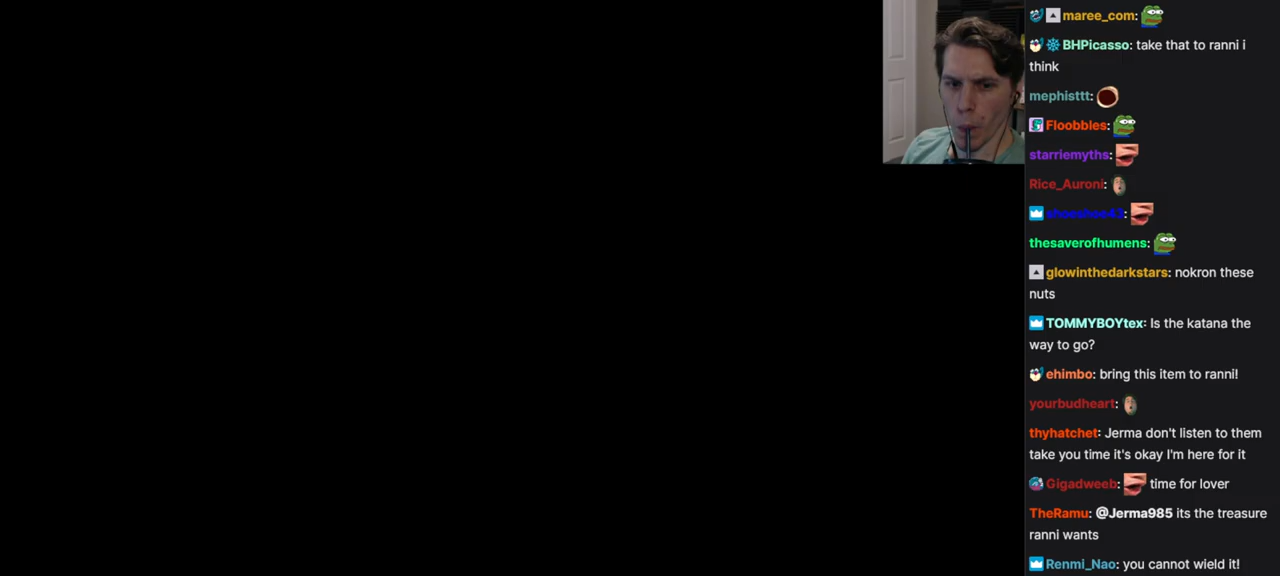 maree_com:
BHPicasso: take that to ranni i
think
mephisttt:
Floobbles:
starriemyths:
Rice_Auroni:
shooshoo43:
thesaverofhumens:
glowinthedarkstars: nokron these
nuts
TOMMYBOYtex: Is the katana the
way to go?
ehimbo: bring this item to ranni!
yourbudheart:
thyhatchet: Jerma don't listen to them
take you time it's okay I'm here for it
Gigadweeb: time for lover
TheRamu: @Jerma985 its the treasure
ranni wants
Renmi_Nao: you cannot wield it!